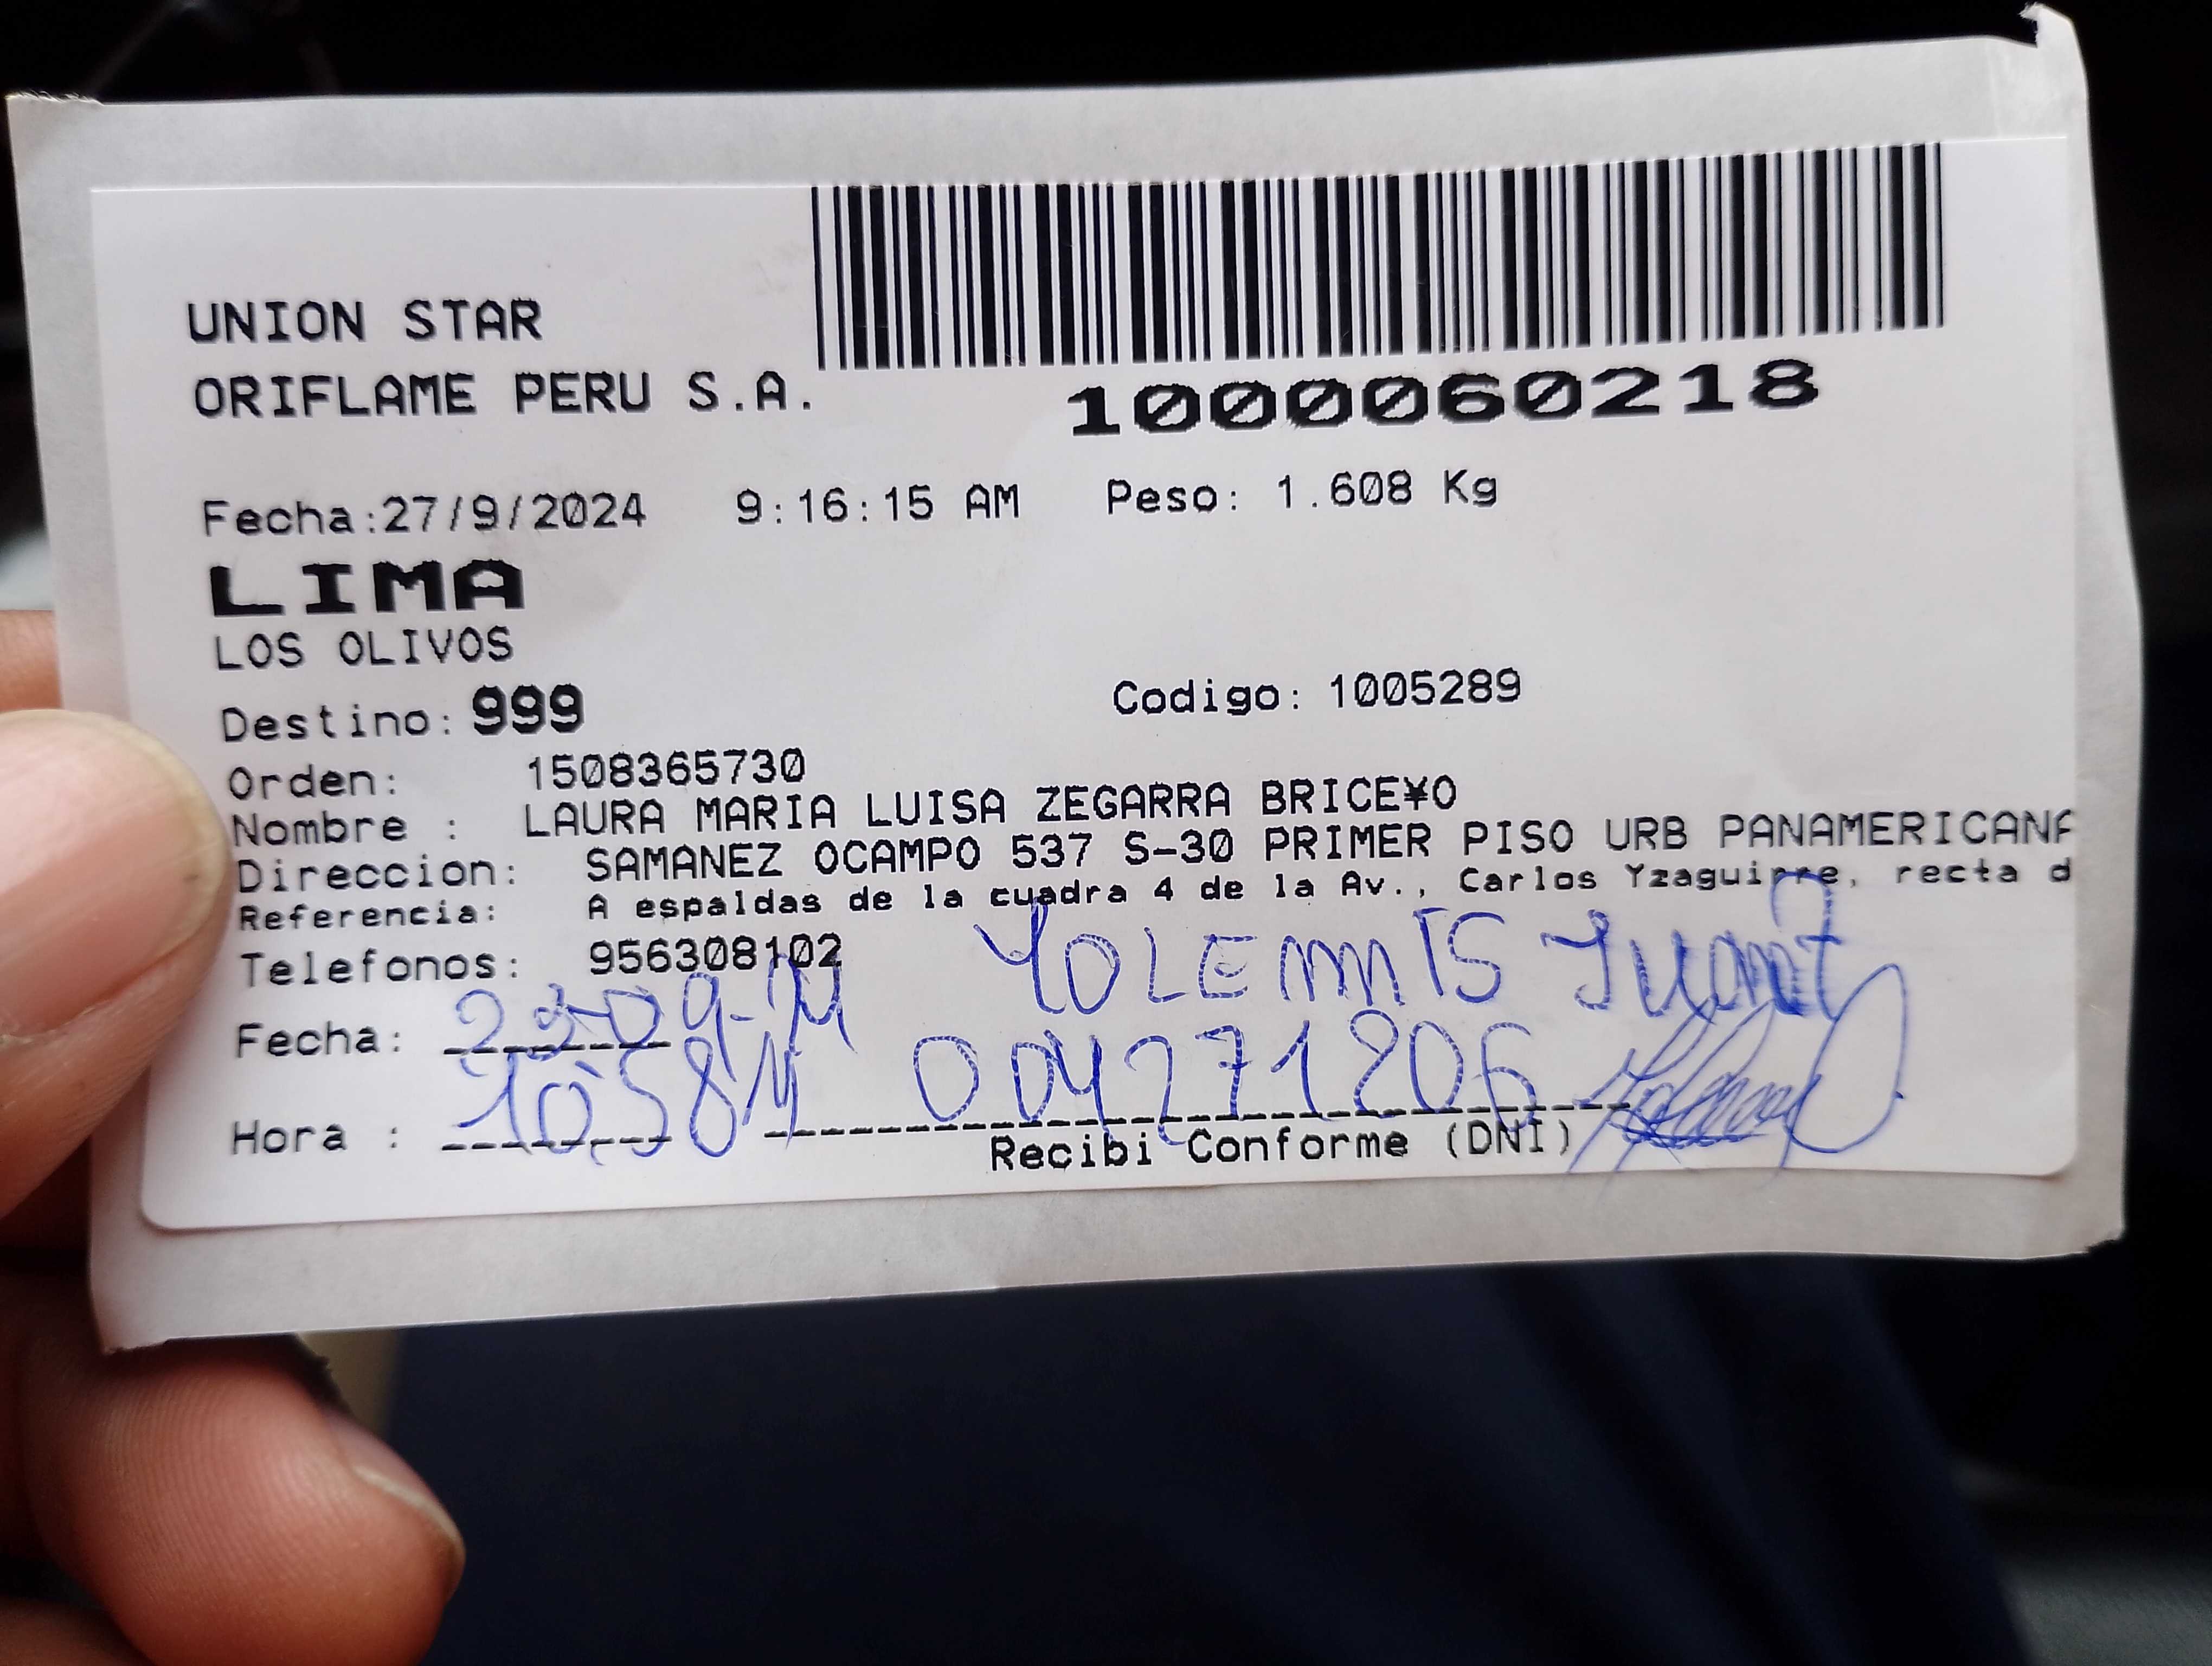 UNION STAR
ORIFLAME PERU S.A.
1000060218
Fecha:27/9/2024 9:16:15 AM Peso: 1.608 Kg
LIMA
LOS OLIVOS
Destino: 999 Codigo: 1005289
Orden: 1508365730
Nombre : LAURA MARIA LUISA ZEGARRA BRICE¥O
Direccion: SAMANEZ OCAMPO 537 S-30 PRIMER PISO URB PANAMERICANA
Referencia: A espaldas de la cuadra 4 de la Av., Carlos Yzaguirre, recta d
Telefonos: 956308102
Fecha:
Hora : 004271206
Recibi Conforme (DNI)